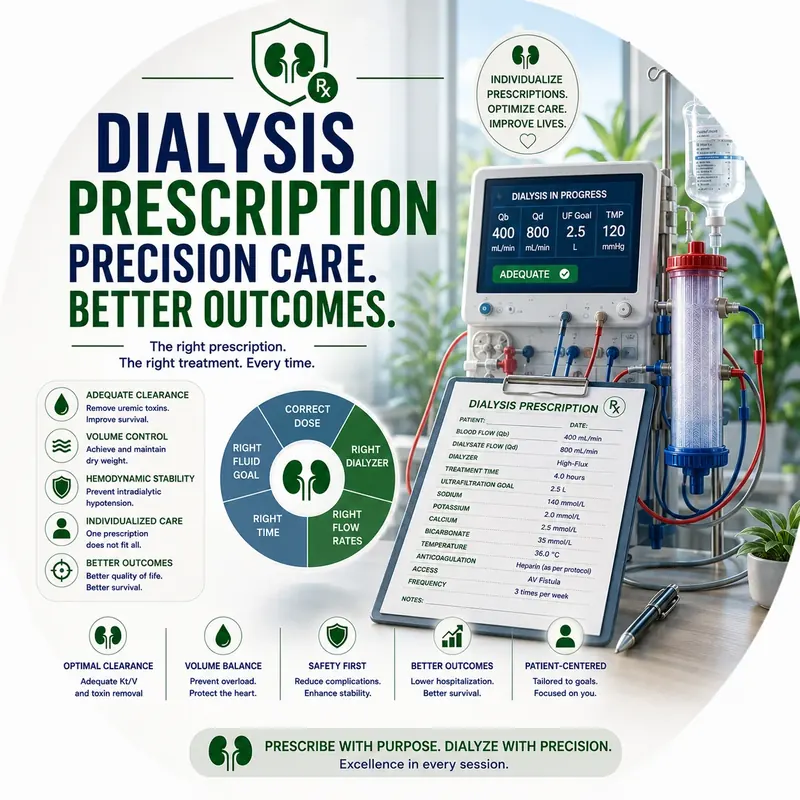 Rx
DIALYSIS
PRESCRIPTION
PRECISION CARE.
BETTER OUTCOMES.
The right prescription.
The right treatment. Every time.
INDIVIDUALIZE
PRESCRIPTIONS.
OPTIMIZE CARE.
IMPROVE LIVES.
DIALYSIS IN PROGRESS
Qb Qd UF Goal TMP
400 800 2.5 120
mL/min mL/min L mmHg
ADEQUATE
ADEQUATE CLEARANCE
Remove uremic toxins.
Improve survival.
VOLUME CONTROL
Achieve and maintain
dry weight.
HEMODYNAMIC STABILITY
Prevent intradialytic
hypotension.
INDIVIDUALIZED CARE
One prescription
does not fit all.
BETTER OUTCOMES
Better quality of life.
Better survival.
CORRECT
DOSE
RIGHT
DIALYZER
RIGHT
FLOW
RATES
RIGHT
TIME
RIGHT
FLUID
GOAL
DIALYSIS PRESCRIPTION Rx
PATIENT: DATE:
BLOOD FLOW (Qb) 400 mL/min
DIALYSATE FLOW (Qd) 800 mL/min
DIALYZER High-Flux
TREATMENT TIME 4.0 hours
ULTRAFILTRATION GOAL 2.5 L
SODIUM 140 mmol/L
POTASSIUM 2.0 mmol/L
CALCIUM 2.5 mmol/L
BICARBONATE 35 mmol/L
TEMPERATURE 36.0 °C
ANTICOAGULATION Heparin (as per protocol)
ACCESS AV Fistula
FREQUENCY 3 times per week
NOTES:
OPTIMAL CLEARANCE
Adequate Kt/V
and toxin removal
VOLUME BALANCE
Prevent overload.
Protect the heart.
SAFETY FIRST
Reduce complications.
Enhance stability.
BETTER OUTCOMES
Lower hospitalization.
Better survival.
PATIENT-CENTERED
Tailored to goals.
Focused on you.
PRESCRIBE WITH PURPOSE. DIALYZE WITH PRECISION.
Excellence in every session.